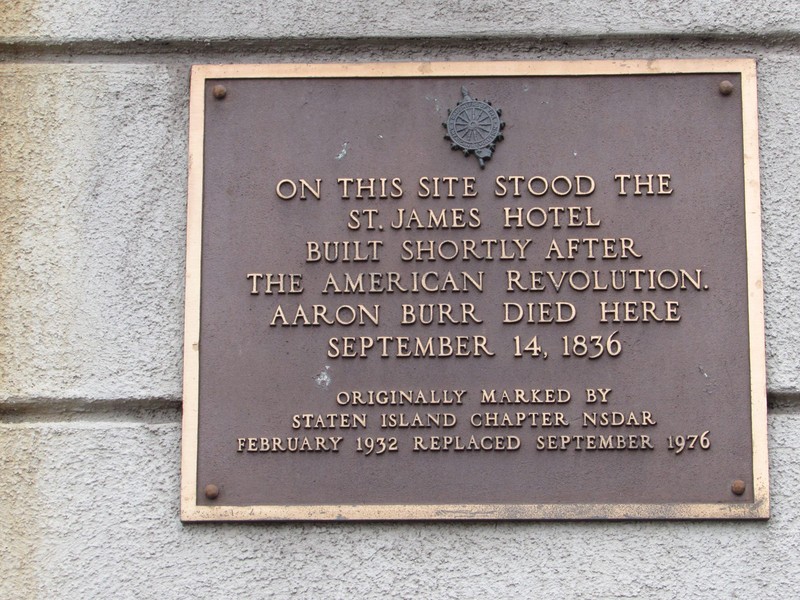 ON THIS SITE STOOD THE
ST. JAMES HOTEL
BUILT SHORTLY AFTER
THE AMERICAN REVOLUTION.
AARON BURR DIED HERE
SEPTEMBER 14, 1836
ORIGINALLY MARKED BY
STATEN ISLAND CHAPTER NSDAR
FEBRUARY 1932 REPLACED SEPTEMBER 1976